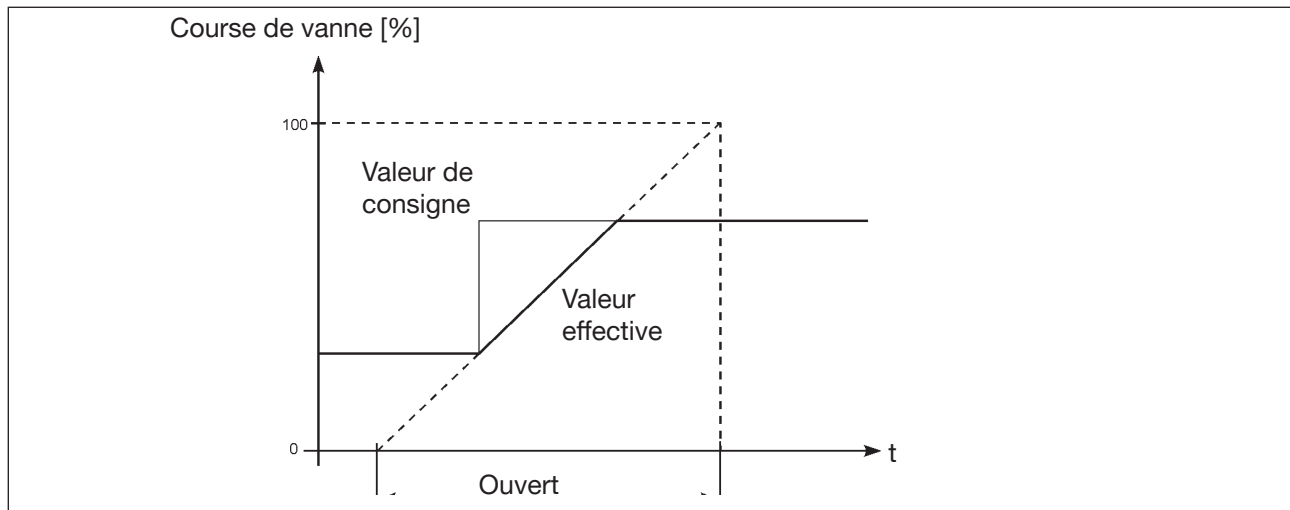 Course de vanne [%]
100
Valeur de
consigne
Valeur
effective
0
t
Ouvert